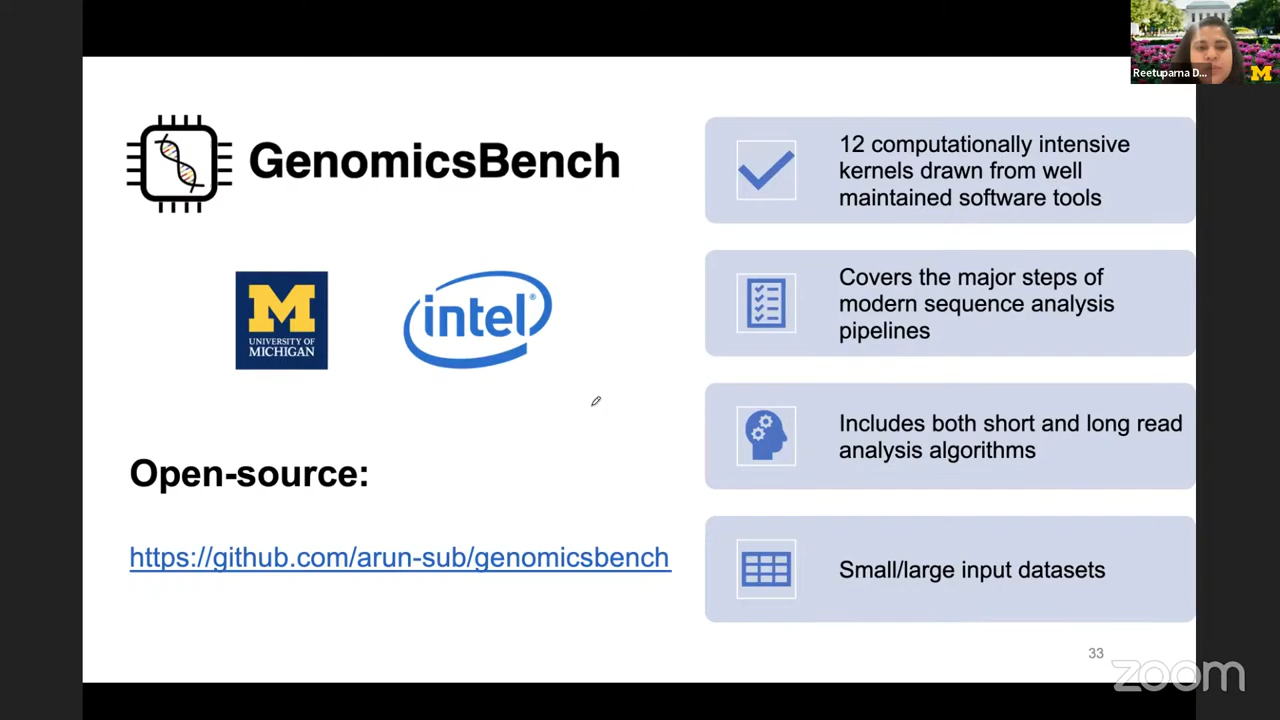 Reetuparna D...
GenomicsBench
M
UNIVERSITY OF
MICHIGAN
intel®
Open-source:
https://github.com/arun-sub/genomicsbench
12 computationally intensive
kernels drawn from well
maintained software tools
Covers the major steps of
modern sequence analysis
pipelines
Includes both short and long read
analysis algorithms
Small/large input datasets
33
zoom
M